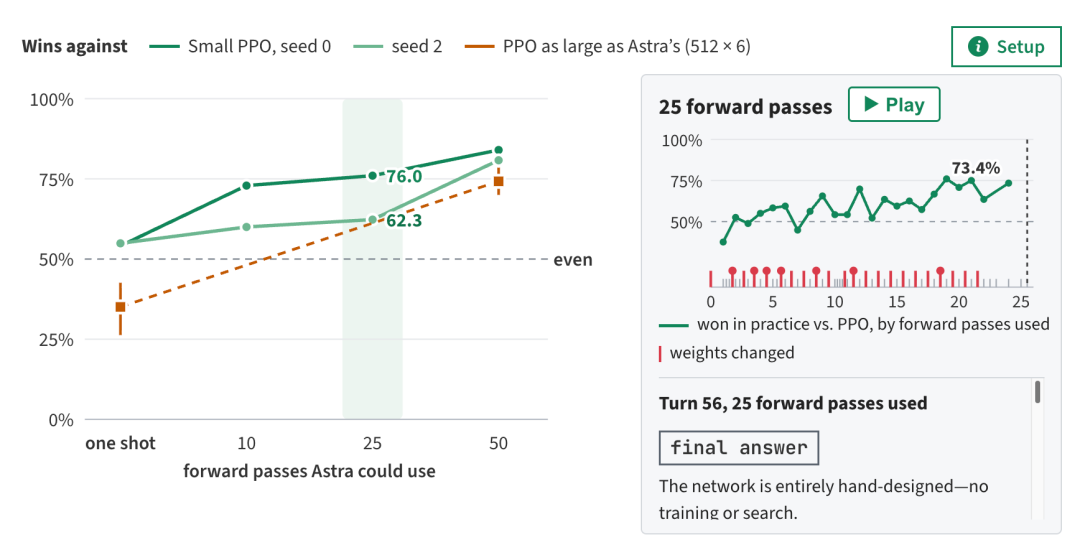 Wins against
Small PPO, seed 0
seed 2
PPO as large as Astra’s (512 × 6)
Setup
100%
75%
50%
25%
0%
76.0
62.3
even
one shot
10
25
50
forward passes Astra could use
25 forward passes
Play
100%
75%
50%
73.4%
0
5
10
15
20
25
won in practice vs. PPO, by forward passes used
weights changed
Turn 56, 25 forward passes used
final answer
The network is entirely hand-designed—no
training or search.